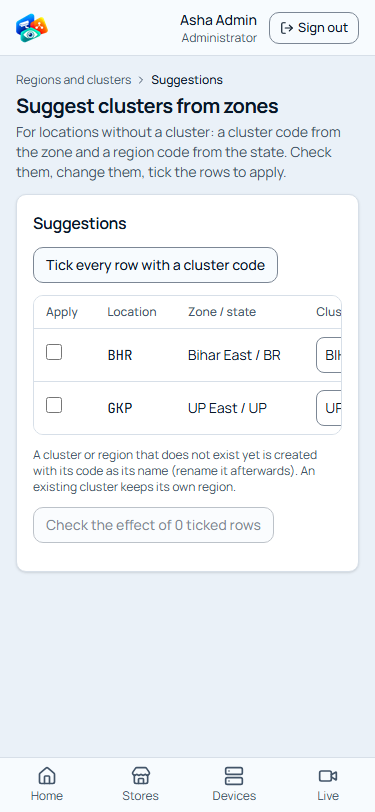 Asha Admin
Administrator
Sign out
Regions and clusters > Suggestions
Suggest clusters from zones
For locations without a cluster: a cluster code from
the zone and a region code from the state. Check
them, change them, tick the rows to apply.
Suggestions
Tick every row with a cluster code
Apply Location Zone / state Clus
BHR Bihar East / BR
GKP UP East / UP UP
A cluster or region that does not exist yet is created
with its code as its name (rename it afterwards). An
existing cluster keeps its own region.
Check the effect of 0 ticked rows
Home Stores Devices Live